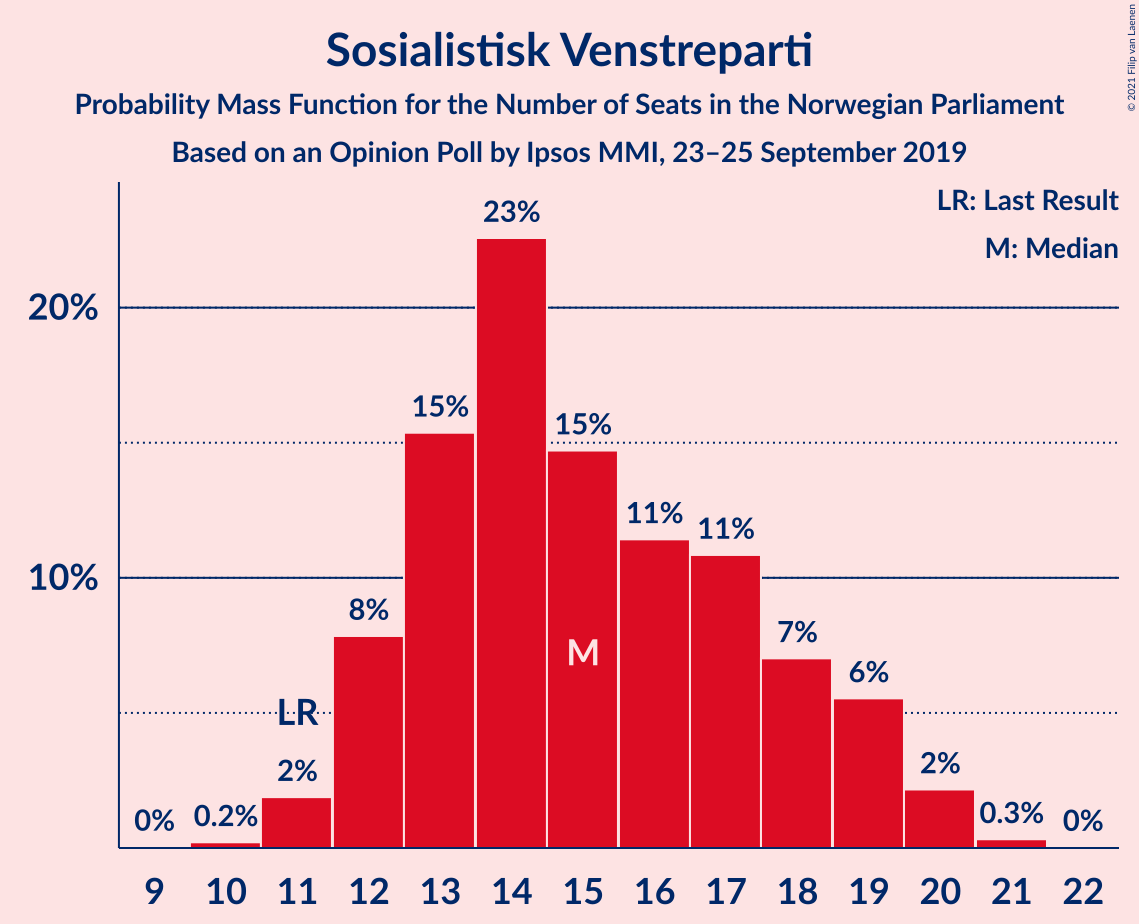 Sosialistisk Venstreparti
Probability Mass Function for the Number of Seats in the Norwegian Parliament
Based on an Opinion Poll by Ipsos MMI, 23–25 September 2019
© 2021 Filip van Laenen
LR: Last Result
M: Median
20%
10%
0%
0.2%
2%
LR
8%
15%
23%
15%
M
11%
11%
7%
6%
2%
0.3%
0%
9 10 11 12 13 14 15 16 17 18 19 20 21 22